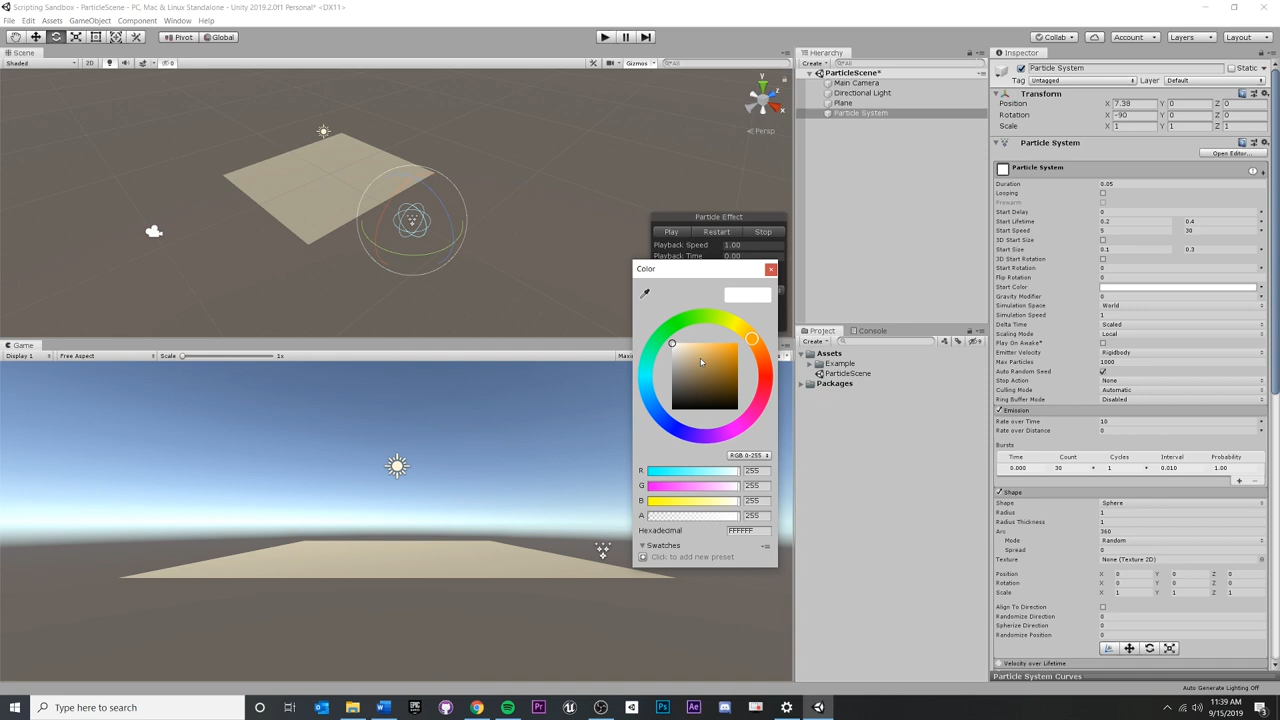 Scripting Sandbox - ParticleScene - PC, Mac & Linux Standalone - Unity 2019.2.0f1 Personal* <DX11>
File Edit Assets GameObject Component Window Help
Pivot Global Collab Account Layers Layout
Scene
Shaded 2D 0 Gizmos All
y
z
x
Persp
Particle Effect
Play Restart Stop
Playback Speed 1.00
Playback Time 0.00
Color
RGB 0-255
R 255
G 255
B 255
A 255
Hexadecimal FFFFFF
Swatches
Click to add new preset
Game
Display 1 Free Aspect Scale 1x
Hierarchy
Create All
ParticleScene*
Main Camera
Directional Light
Plane
Particle System
Project Console
Create 9
Assets
Example
ParticleScene
Packages
Inspector
Particle System Static
Tag Untagged Layer Default
Transform
Position X 7.38 Y 0 Z 0
Rotation X -90 Y 0 Z 0
Scale X 1 Y 1 Z 1
Particle System
Open Editor...
Particle System
Duration 0.05
Looping
Prewarm
Start Delay 0
Start Lifetime 0.2 0.4
Start Speed 5 30
3D Start Size
Start Size 0.1 0.3
3D Start Rotation
Start Rotation 0
Flip Rotation 0
Start Color
Gravity Modifier 0
Simulation Space World
Simulation Speed 1
Delta Time Scaled
Scaling Mode Local
Play On Awake*
Emitter Velocity Rigidbody
Max Particles 1000
Auto Random Seed
Stop Action None
Culling Mode Automatic
Ring Buffer Mode Disabled
Emission
Rate over Time 10
Rate over Distance 0
Bursts
Time Count Cycles Interval Probability
0.000 30 1 0.010 1.00
Shape
Shape Sphere
Radius 1
Radius Thickness 1
Arc 360
Mode Random
Spread 0
Texture None (Texture 2D)
Position X 0 Y 0 Z 0
Rotation X 0 Y 0 Z 0
Scale X 1 Y 1 Z 1
Align To Direction
Randomize Direction 0
Spherize Direction 0
Randomize Position 0
Velocity over Lifetime
Particle System Curves
Auto Generate Lighting Off
Type here to search
Pr Ps Ae
11:39 AM
9/15/2019